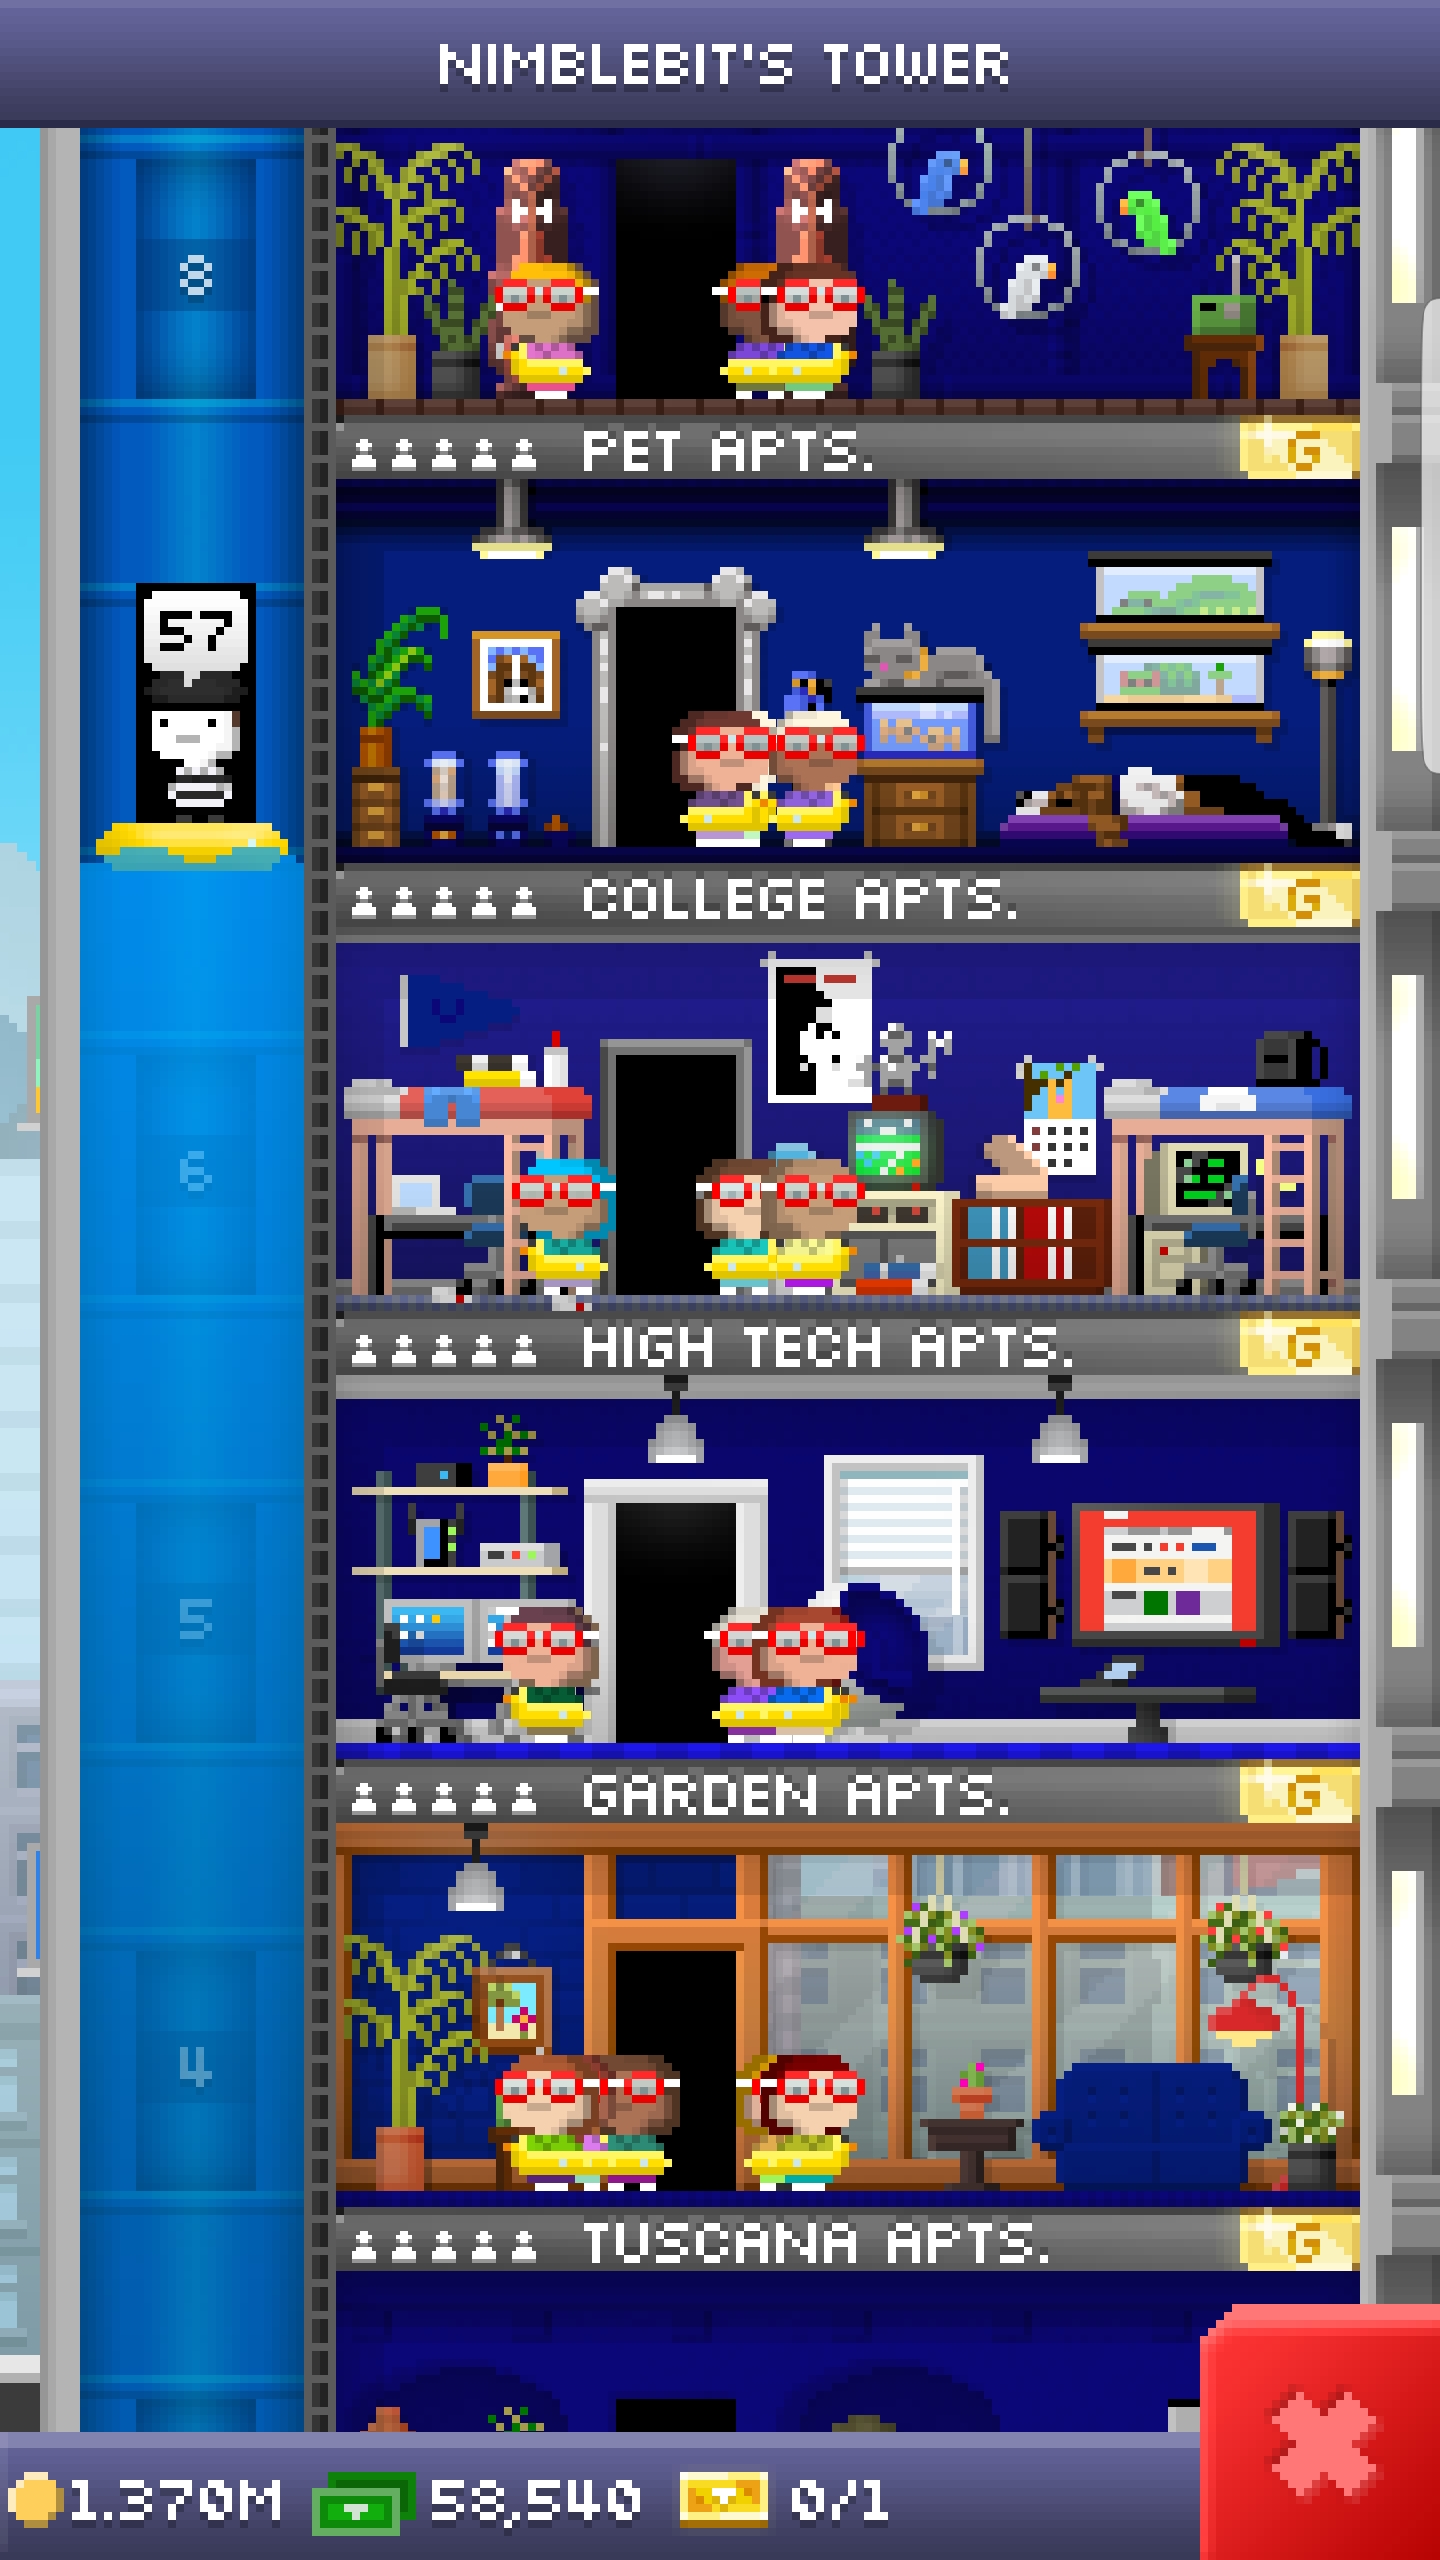 NIMBLEBIT'S TOWER
8
PET APTS. G
57
COLLEGE APTS. G
6
HIGH TECH APTS. G
5
GARDEN APTS. G
4
TUSCANA APTS. G
1.370M 58,540 0/1